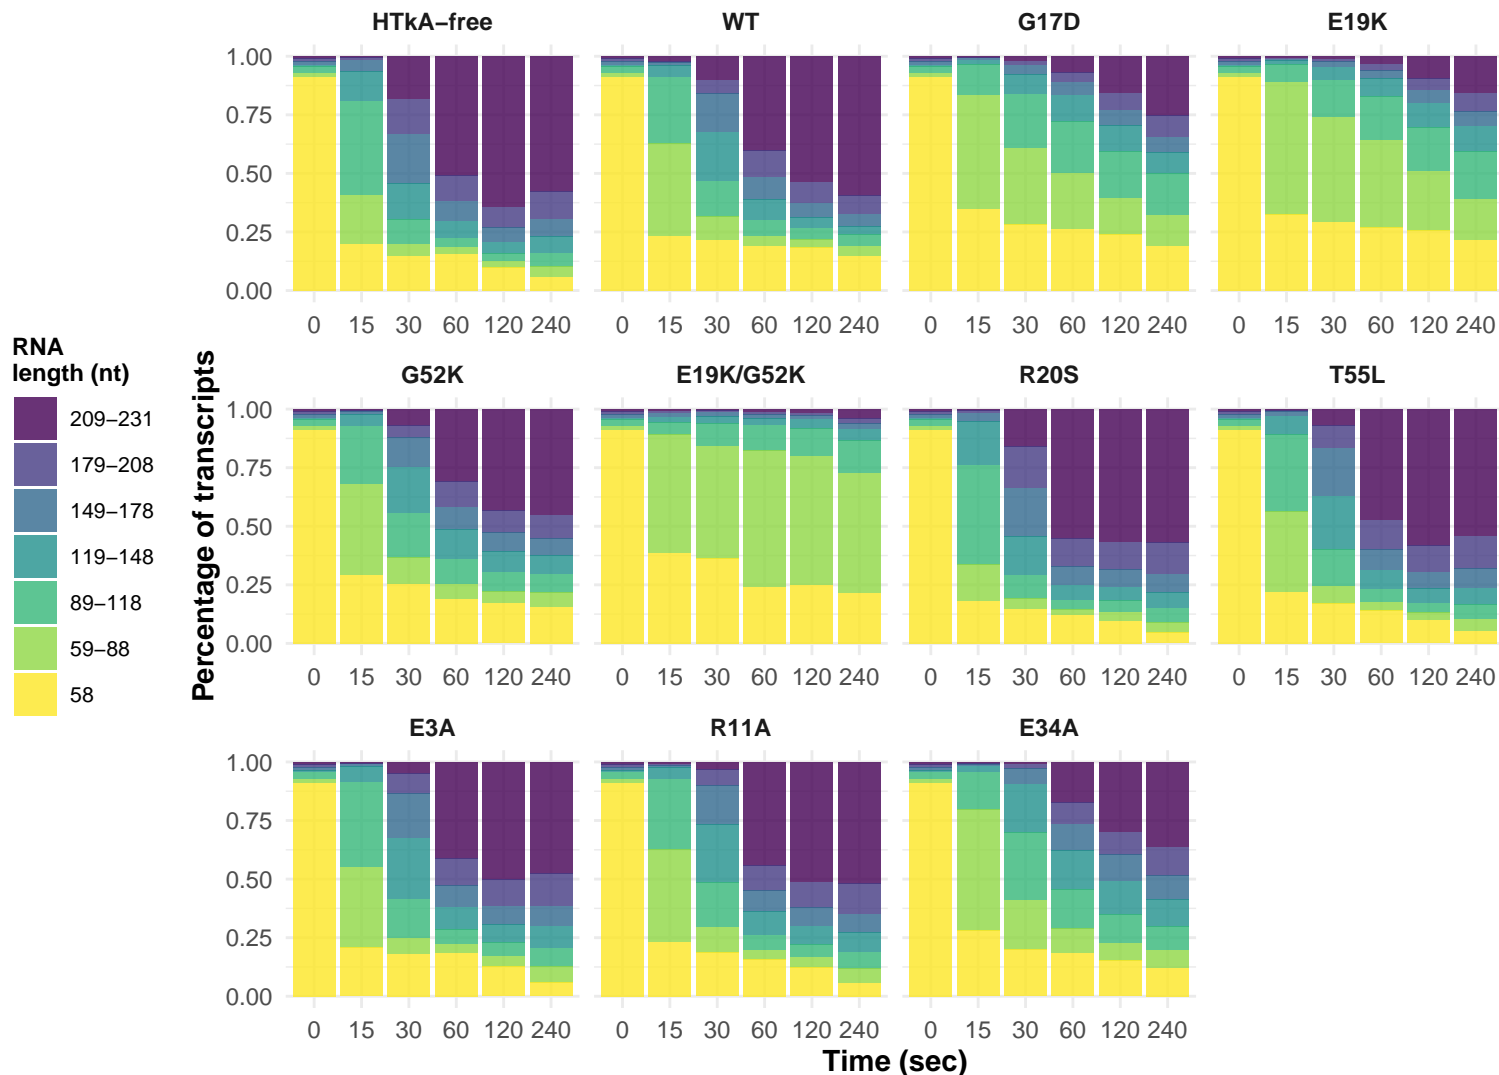 HTkA−free WT G17D E19K
1.00
0.75
0.50
0.25
0.00
0 15 30 60 120 240 0 15 30 60 120 240 0 15 30 60 120 240 0 15 30 60 120 240
RNA
length (nt)
209−231
179−208
149−178
119−148
89−118
59−88
58
Percentage of transcripts
G52K E19K/G52K R20S T55L
1.00
0.75
0.50
0.25
0.00
0 15 30 60 120 240 0 15 30 60 120 240 0 15 30 60 120 240 0 15 30 60 120 240
E3A R11A E34A
1.00
0.75
0.50
0.25
0.00
0 15 30 60 120 240 0 15 30 60 120 240 0 15 30 60 120 240
Time (sec)